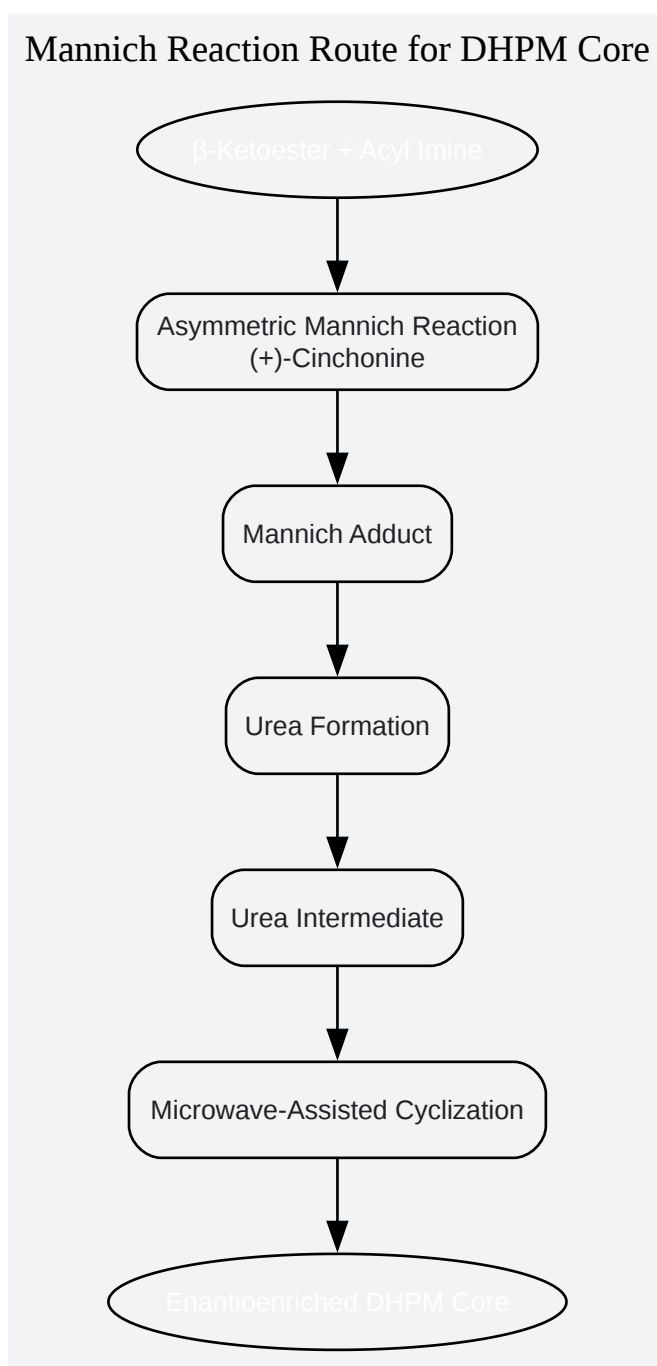 Mannich Reaction Route for DHPM Core
β-Ketoester + Acyl Imine
Asymmetric Mannich Reaction
(+)-Cinchonine
Mannich Adduct
Urea Formation
Urea Intermediate
Microwave-Assisted Cyclization
Enantioenriched DHPM Core